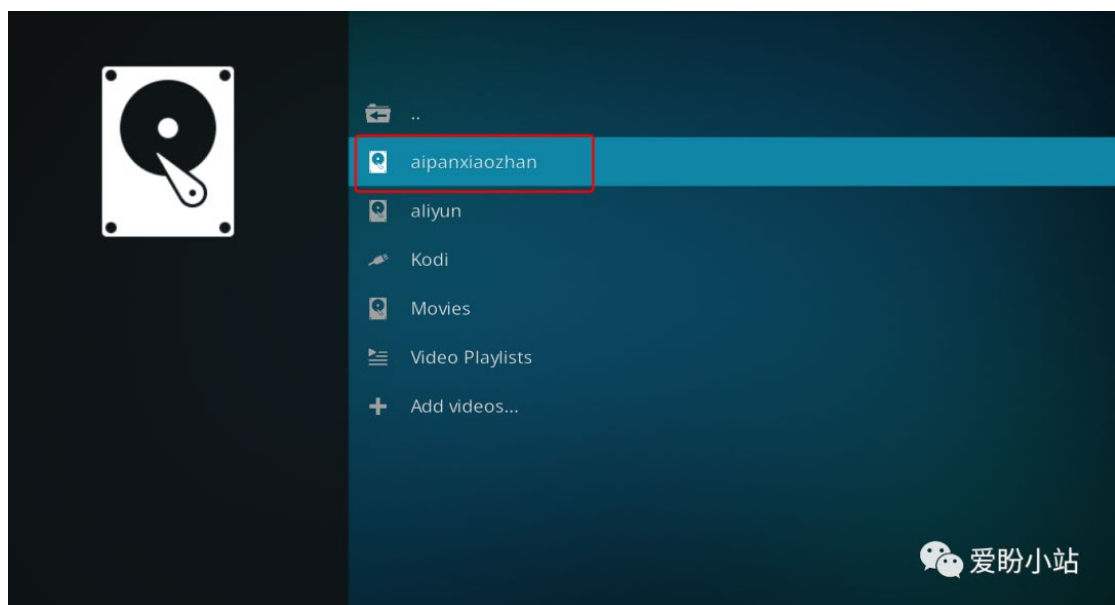 ..
aipanxiaozhan
aliyun
Kodi
Movies
Video Playlists
Add videos...
爱盼小站